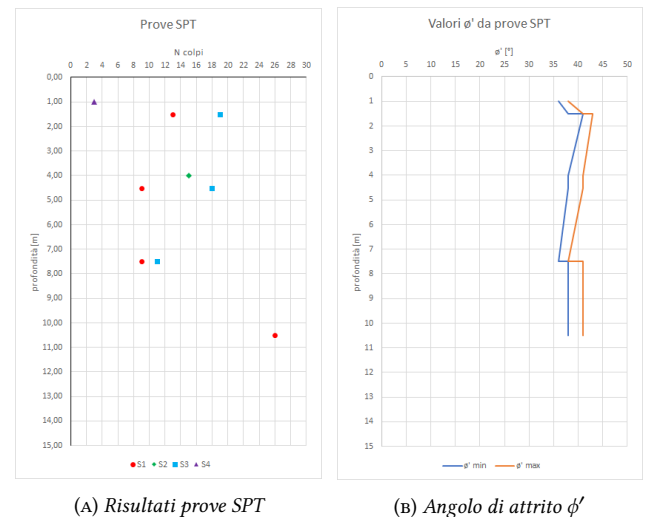 Prove SPT
N colpi
0 2 4 6 8 10 12 14 16 18 20 22 24 26 28 30
0,00
1,00
2,00
3,00
4,00
5,00
6,00
7,00
8,00
9,00
10,00
11,00
12,00
13,00
14,00
15,00
profondità [m]
S1 S2 S3 S4
(A) Risultati prove SPT
Valori ø' da prove SPT
ø' [°]
0 5 10 15 20 25 30 35 40 45 50
0
1
2
3
4
5
6
7
8
9
10
11
12
13
14
15
profondità [m]
ø' min ø' max
(B) Angolo di attrito ϕ′